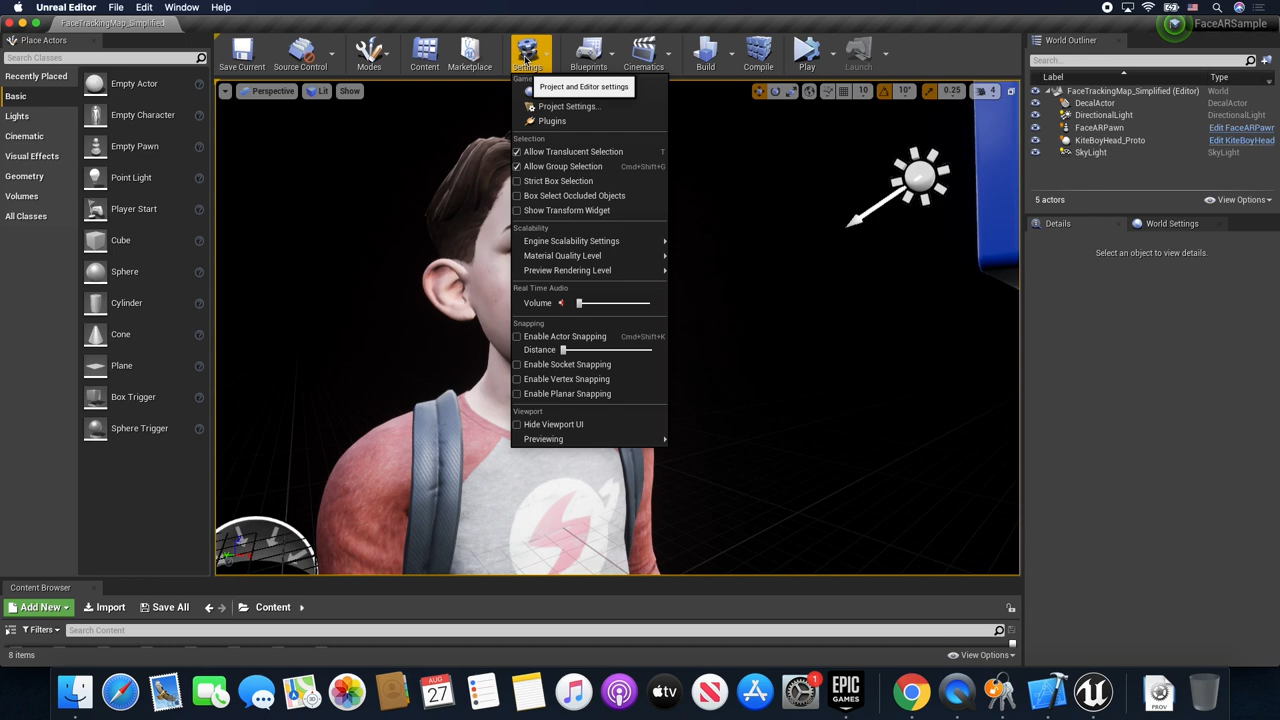 Unreal Editor File Edit Window Help
FaceTrackingMap_Simplified
FaceARSample
Place Actors
Search Classes
Recently Placed
Basic
Lights
Cinematic
Visual Effects
Geometry
Volumes
All Classes
Empty Actor
Empty Character
Empty Pawn
Point Light
Player Start
Cube
Sphere
Cylinder
Cone
Plane
Box Trigger
Sphere Trigger
Save Current
Source Control
Modes
Content
Marketplace
Settings
Blueprints
Cinematics
Build
Compile
Play
Launch
Perspective
Lit
Show
10
10°
0.25
4
Game
Project and Editor settings
Project Settings...
Plugins
Selection
Allow Translucent Selection T
Allow Group Selection Cmd+Shift+G
Strict Box Selection
Box Select Occluded Objects
Show Transform Widget
Scalability
Engine Scalability Settings
Material Quality Level
Preview Rendering Level
Real Time Audio
Volume
Snapping
Enable Actor Snapping Cmd+Shift+K
Distance
Enable Socket Snapping
Enable Vertex Snapping
Enable Planar Snapping
Viewport
Hide Viewport UI
Previewing
World Outliner
Search...
Label Type
FaceTrackingMap_Simplified (Editor) World
DecalActor DecalActor
DirectionalLight DirectionalLight
FaceARPawn Edit FaceARPawr
KiteBoyHead_Proto Edit KiteBoyHead
SkyLight SkyLight
5 actors
View Options
Details
World Settings
Select an object to view details.
Content Browser
Add New
Import
Save All
Content
Filters
Search Content
8 items
View Options
AUG
27
1
EPIC
GAMES
PROV